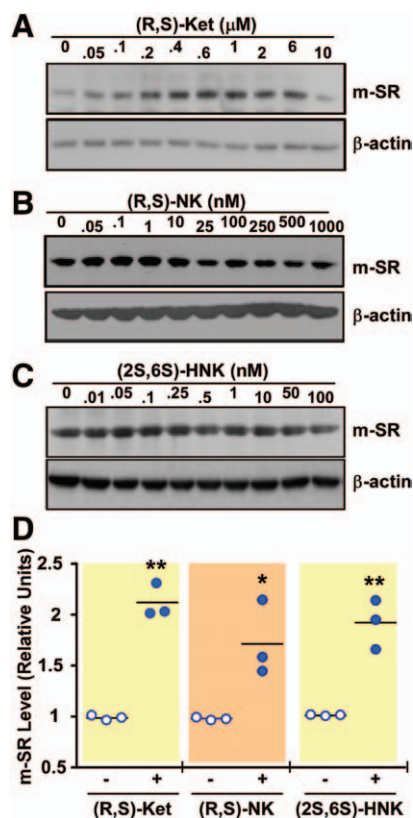 A
(R,S)-Ket (μM)
0 .05 .1 .2 .4 .6 1 2 6 10
m-SR
β-actin
B
(R,S)-NK (nM)
0 .05 .1 1 10 25 100 250 500 1000
m-SR
β-actin
C
(2S,6S)-HNK (nM)
0 .01 .05 .1 .25 .5 1 10 50 100
m-SR
β-actin
D
m-SR Level (Relative Units)
2.5
2
1.5
1
0.5
** * **
- + - + - +
(R,S)-Ket (R,S)-NK (2S,6S)-HNK